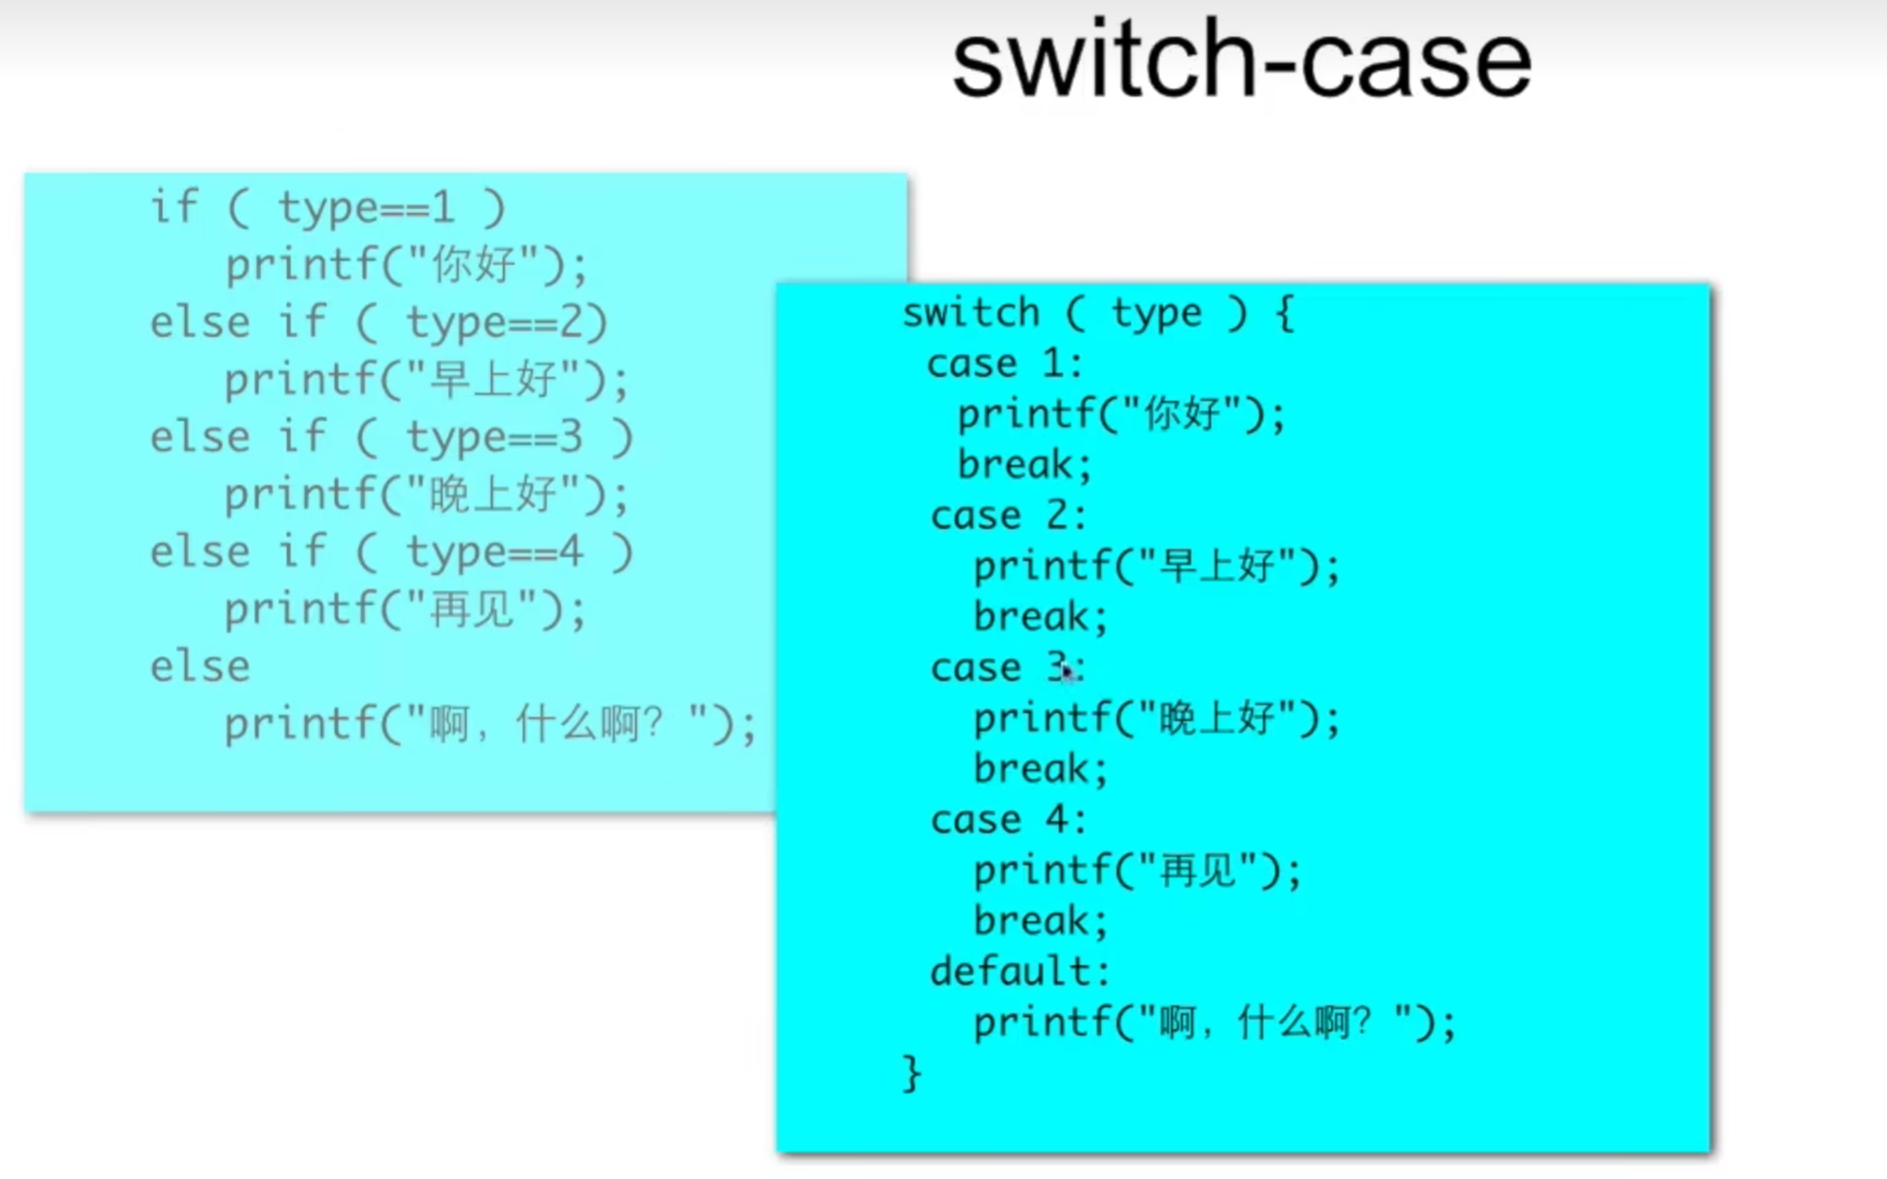 switch-case
if ( type==1 )
printf("你好");
else if ( type==2)
printf("早上好");
else if ( type==3 )
printf("晚上好");
else if ( type==4 )
printf("再见");
else
printf("啊，什么啊？");
switch ( type ) {
case 1:
printf("你好");
break;
case 2:
printf("早上好");
break;
case 3:
printf("晚上好");
break;
case 4:
printf("再见");
break;
default:
printf("啊，什么啊？");
}